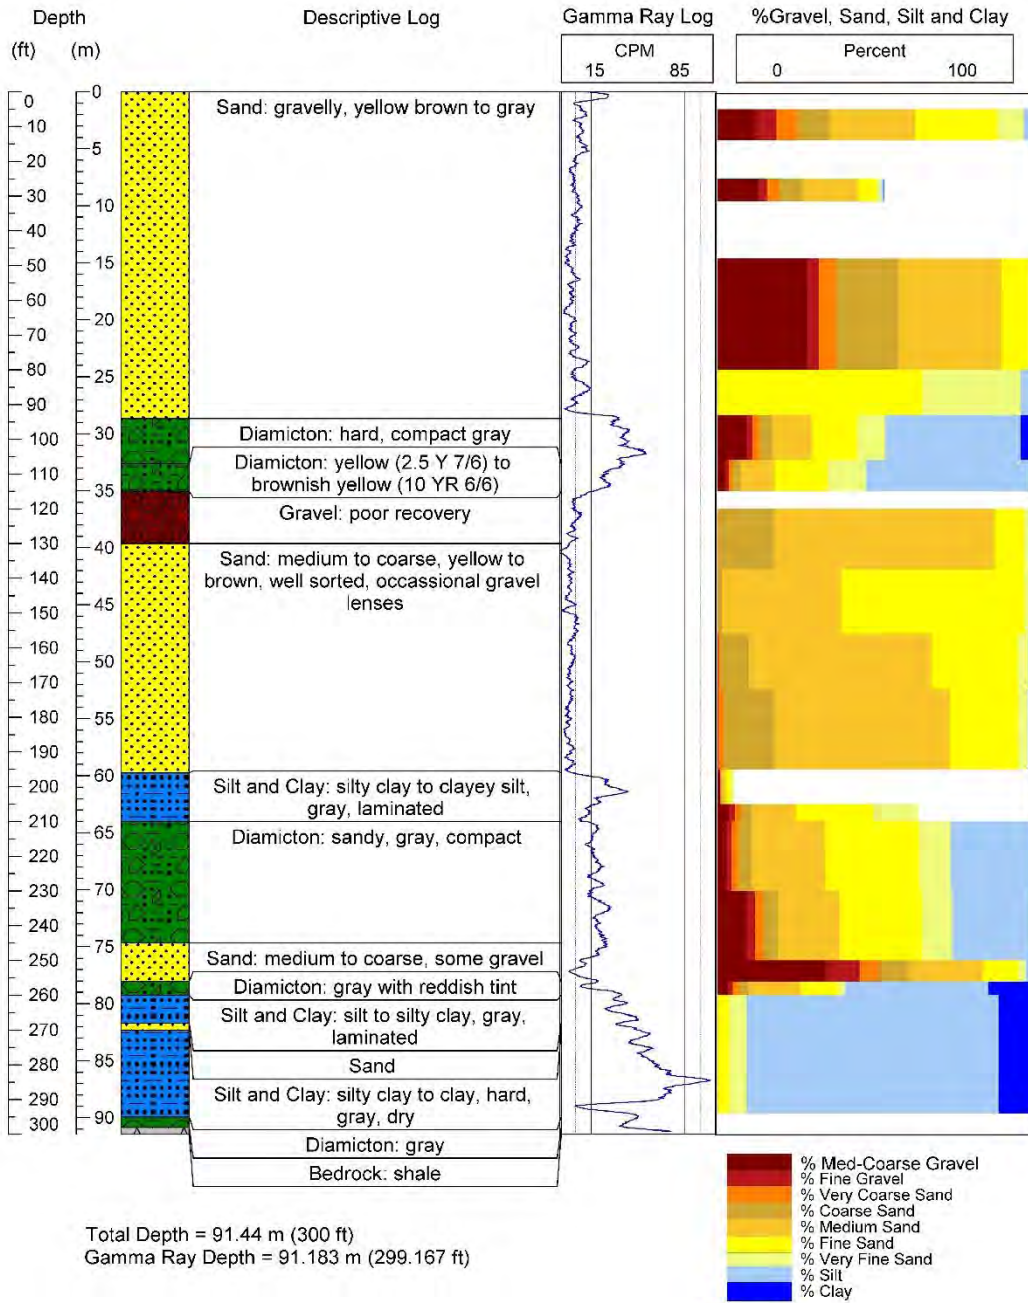 Depth
Descriptive Log
Gamma Ray Log
%Gravel, Sand, Silt and Clay
(ft)
(m)
CPM
15
85
Percent
0
100
0
10
20
30
40
50
60
70
80
90
100
110
120
130
140
150
160
170
180
190
200
210
220
230
240
250
260
270
280
290
300
0
5
10
15
20
25
30
35
40
45
50
55
60
65
70
75
80
85
90
Sand: gravelly, yellow brown to gray
Diamicton: hard, compact gray
Diamicton: yellow (2.5 Y 7/6) to
brownish yellow (10 YR 6/6)
Gravel: poor recovery
Sand: medium to coarse, yellow to
brown, well sorted, occassional gravel
lenses
Silt and Clay: silty clay to clayey silt,
gray, laminated
Diamicton: sandy, gray, compact
Sand: medium to coarse, some gravel
Diamicton: gray with reddish tint
Silt and Clay: silt to silty clay, gray,
laminated
Sand
Silt and Clay: silty clay to clay, hard,
gray, dry
Diamicton: gray
Bedrock: shale
% Med-Coarse Gravel
% Fine Gravel
% Very Coarse Sand
% Coarse Sand
% Medium Sand
% Fine Sand
% Very Fine Sand
% Silt
% Clay
Total Depth = 91.44 m (300 ft)
Gamma Ray Depth = 91.183 m (299.167 ft)